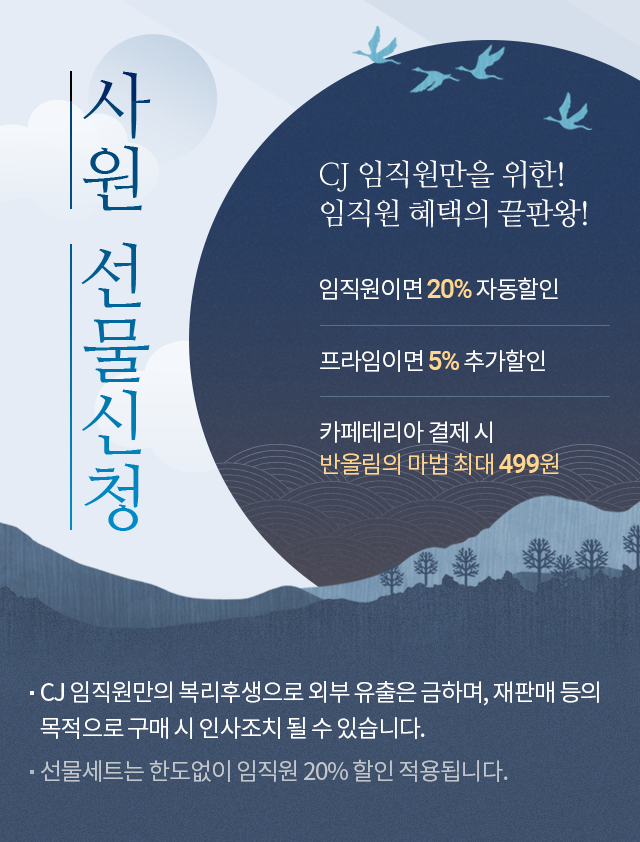 사원 선물신청
CJ 임직원만을 위한!
임직원 혜택의 끝판왕!
임직원이면 20% 자동할인
프라임이면 5% 추가할인
카페테리아 결제 시
반올림의 마법 최대 499원
· CJ 임직원만의 복리후생으로 외부 유출은 금하며, 재판매 등의
목적으로 구매 시 인사조치 될 수 있습니다.
· 선물세트는 한도없이 임직원 20% 할인 적용됩니다.